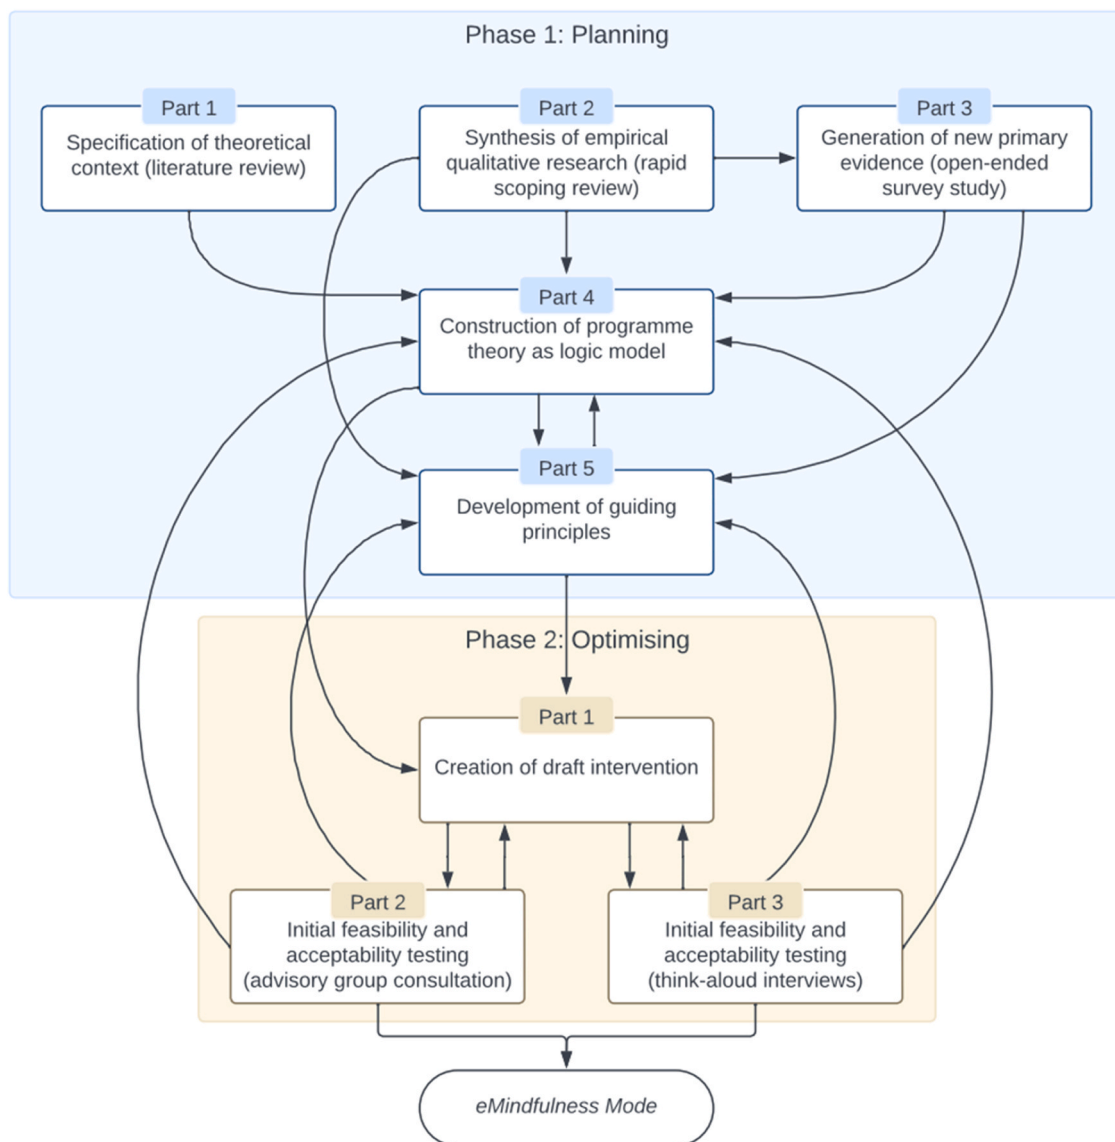 Phase 1: Planning
Part 1
Specification of theoretical
context (literature review)
Part 2
Synthesis of empirical
qualitative research (rapid
scoping review)
Part 3
Generation of new primary
evidence (open-ended
survey study)
Part 4
Construction of programme
theory as logic model
Part 5
Development of guiding
principles
Phase 2: Optimising
Part 1
Creation of draft intervention
Part 2
Initial feasibility and
acceptability testing
(advisory group consultation)
Part 3
Initial feasibility and
acceptability testing
(think-aloud interviews)
eMindfulness Mode